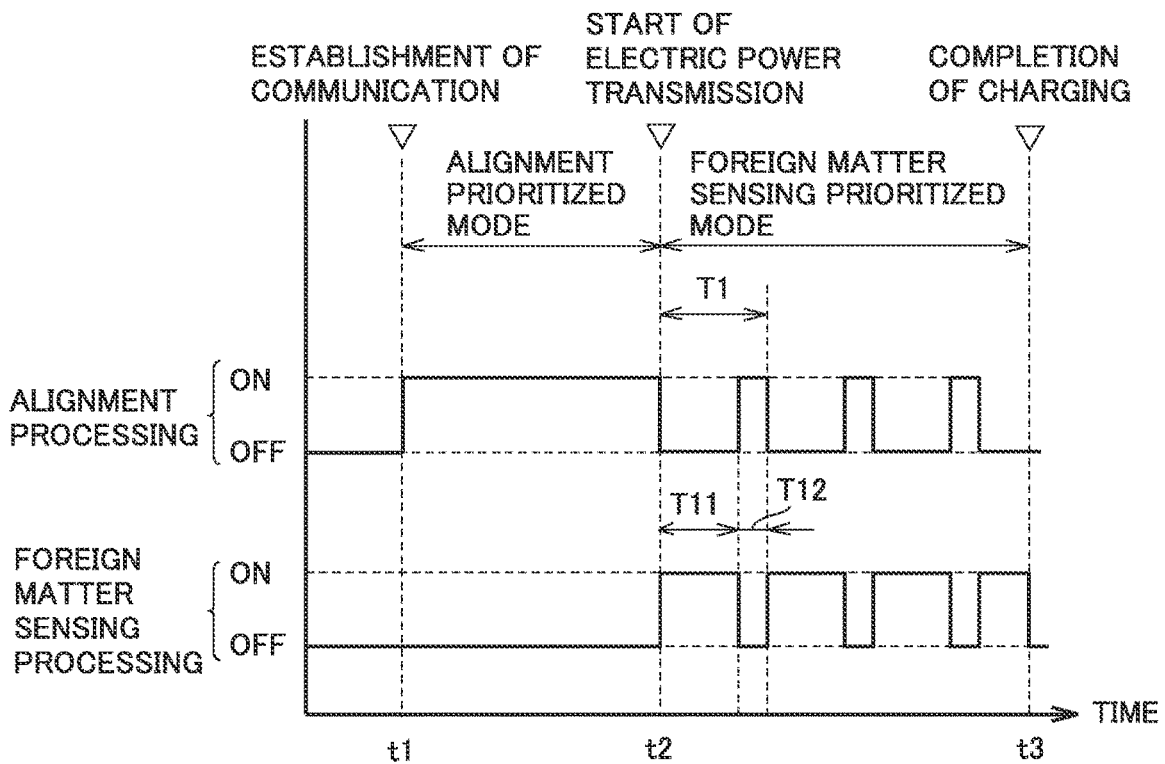 ESTABLISHMENT OF
COMMUNICATION
START OF
ELECTRIC POWER
TRANSMISSION
COMPLETION
OF CHARGING
ALIGNMENT
PRIORITIZED
MODE
FOREIGN MATTER
SENSING PRIORITIZED
MODE
T1
ALIGNMENT
PROCESSING
ON
OFF
T11
T12
FOREIGN
MATTER
SENSING
PROCESSING
ON
OFF
TIME
t1
t2
t3